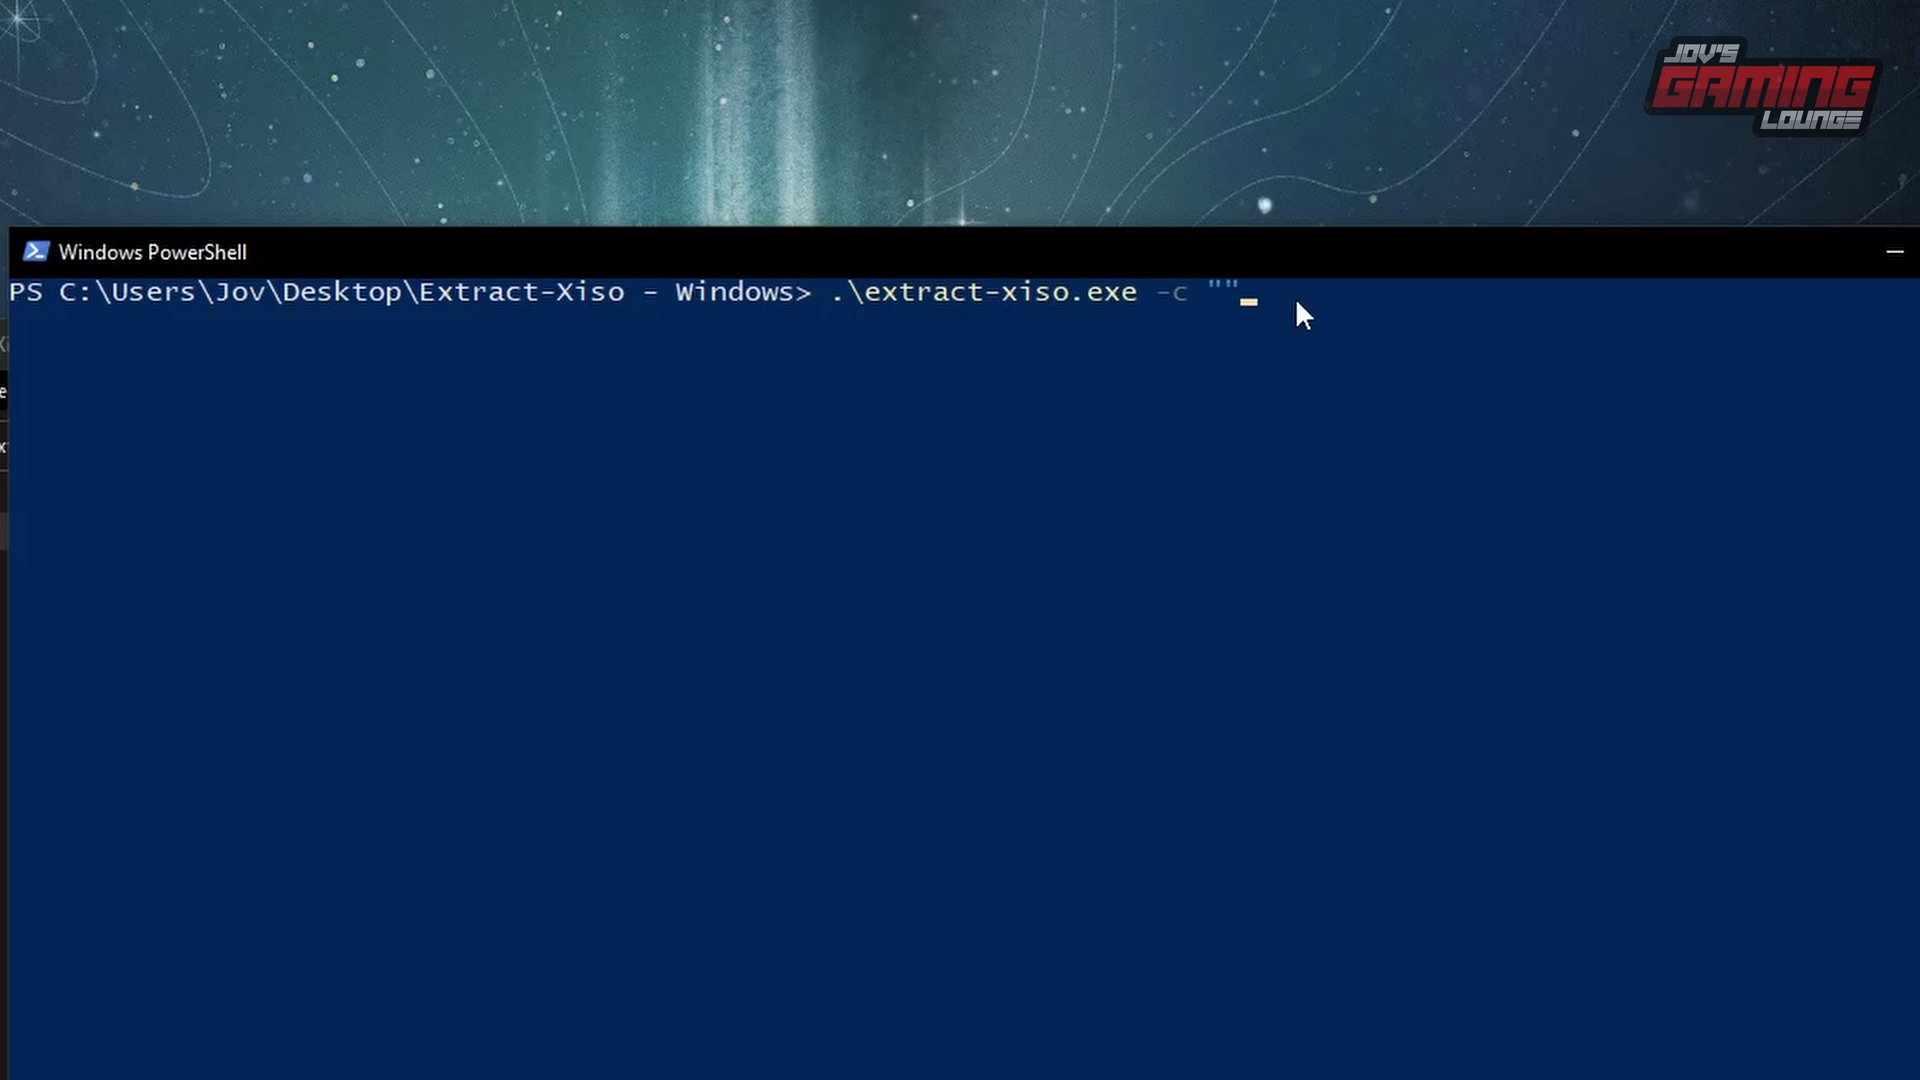 JOV'S
GAMING
LOUNGE
Windows PowerShell
PS C:\Users\Jov\Desktop\Extract-Xiso - Windows> .\extract-xiso.exe -c ""